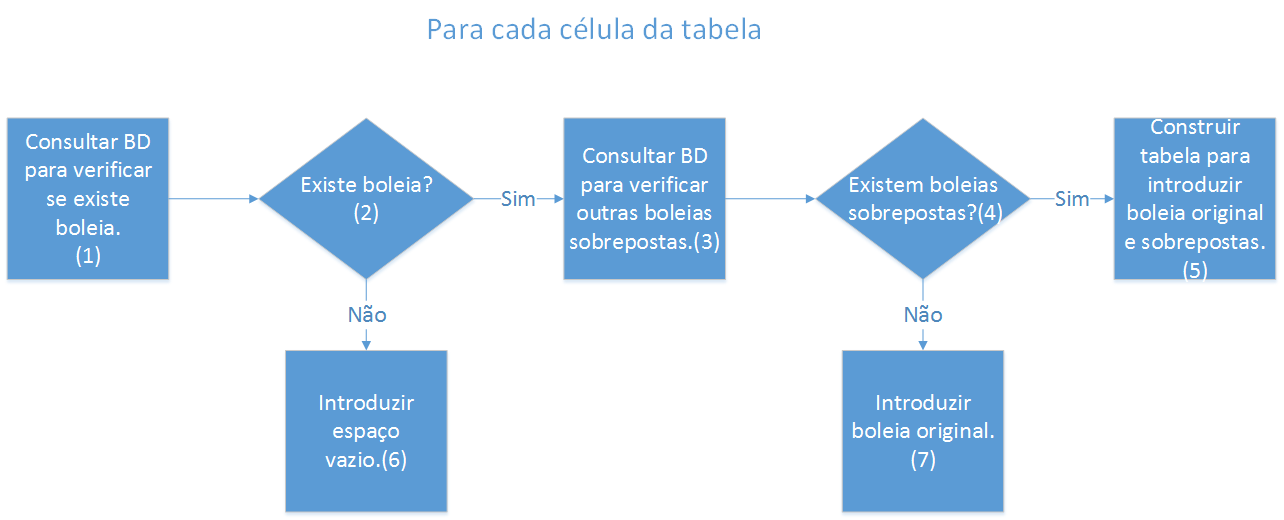 Para cada célula da tabela
Consultar BD
para verificar
se existe
boleia.
(1)
Existe boleia?
(2)
Sim
Consultar BD
para verificar
outras boleias
sobrepostas.(3)
Existem boleias
sobrepostas?(4)
Sim
Construir
tabela para
introduzir
boleia original
e sobrepostas.
(5)
Não
Não
Introduzir
espaço
vazio.(6)
Introduzir
boleia original.
(7)